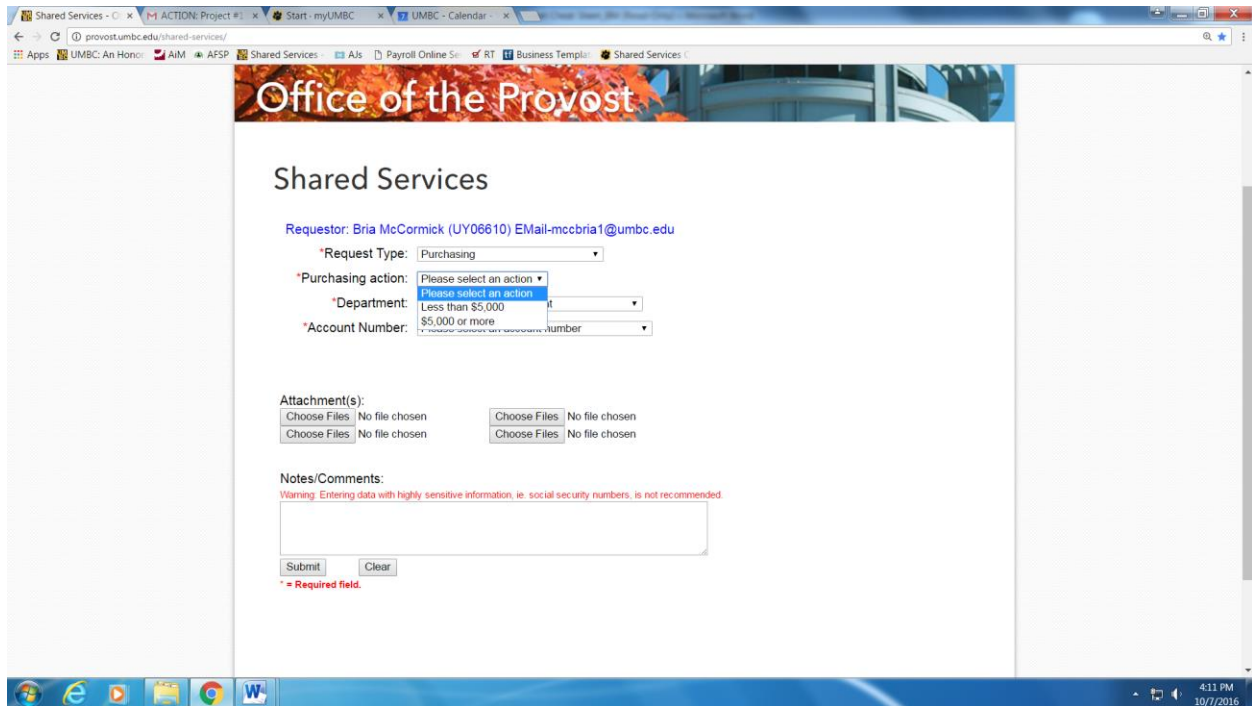 Shared Services - O
ACTION: Project #1
Start - myUMBC
UMBC - Calendar -
provost.umbc.edu/shared-services/
Apps
UMBC: An Honor
AiM
AFSP
Shared Services -
AJs
Payroll Online Se
RT
Business Templa
Shared Services C
Office of the Provost
Shared Services
Requestor: Bria McCormick (UY06610) EMail-mccbria1@umbc.edu
*Request Type: Purchasing
*Purchasing action: Please select an action
Please select an action
*Department: Less than $5,000
$5,000 or more
*Account Number: number
Attachment(s):
Choose Files No file chosen Choose Files No file chosen
Choose Files No file chosen Choose Files No file chosen
Notes/Comments:
Warning: Entering data with highly sensitive information, ie. social security numbers, is not recommended.
Submit Clear
* = Required field.
4:11 PM
10/7/2016